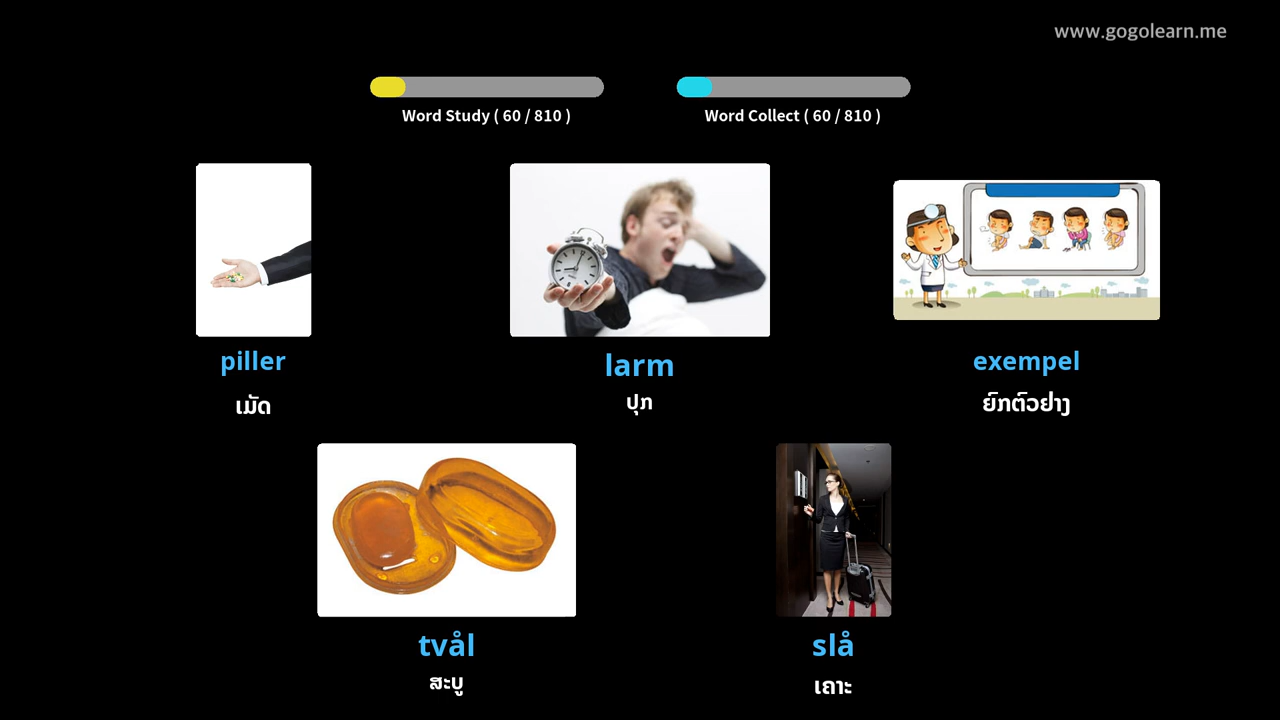 www.gogolearn.me
Word Study ( 60 / 810 )
Word Collect ( 60 / 810 )
piller
ເມັດ
larm
ປຸກ
exempel
ຍົກຕົວຢ່າງ
tvål
ສະບູ
slå
ເຄາະ